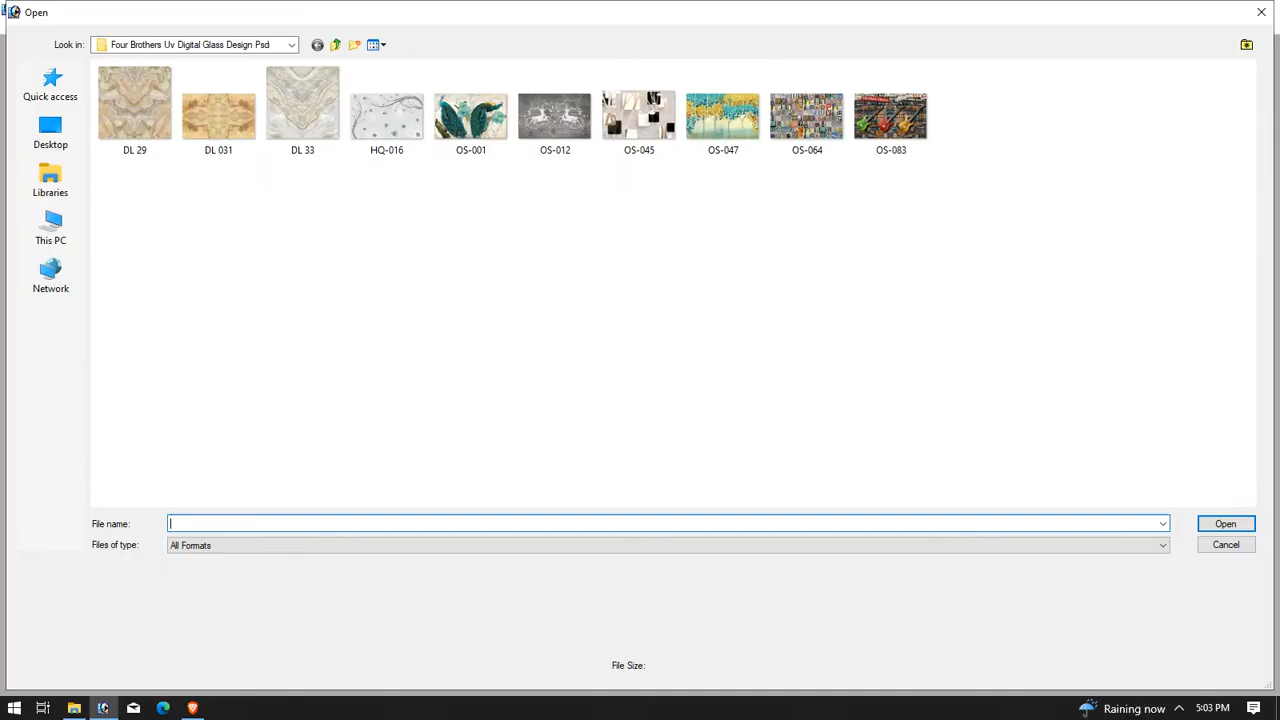 Open
Look in:
Four Brothers Uv Digital Glass Design Psd
Quick access
Desktop
Libraries
This PC
Network
DL 29
DL 031
DL 33
HQ-016
OS-001
OS-012
OS-045
OS-047
OS-064
OS-083
File name:
Open
Files of type:
All Formats
Cancel
File Size:
Raining now
5:03 PM